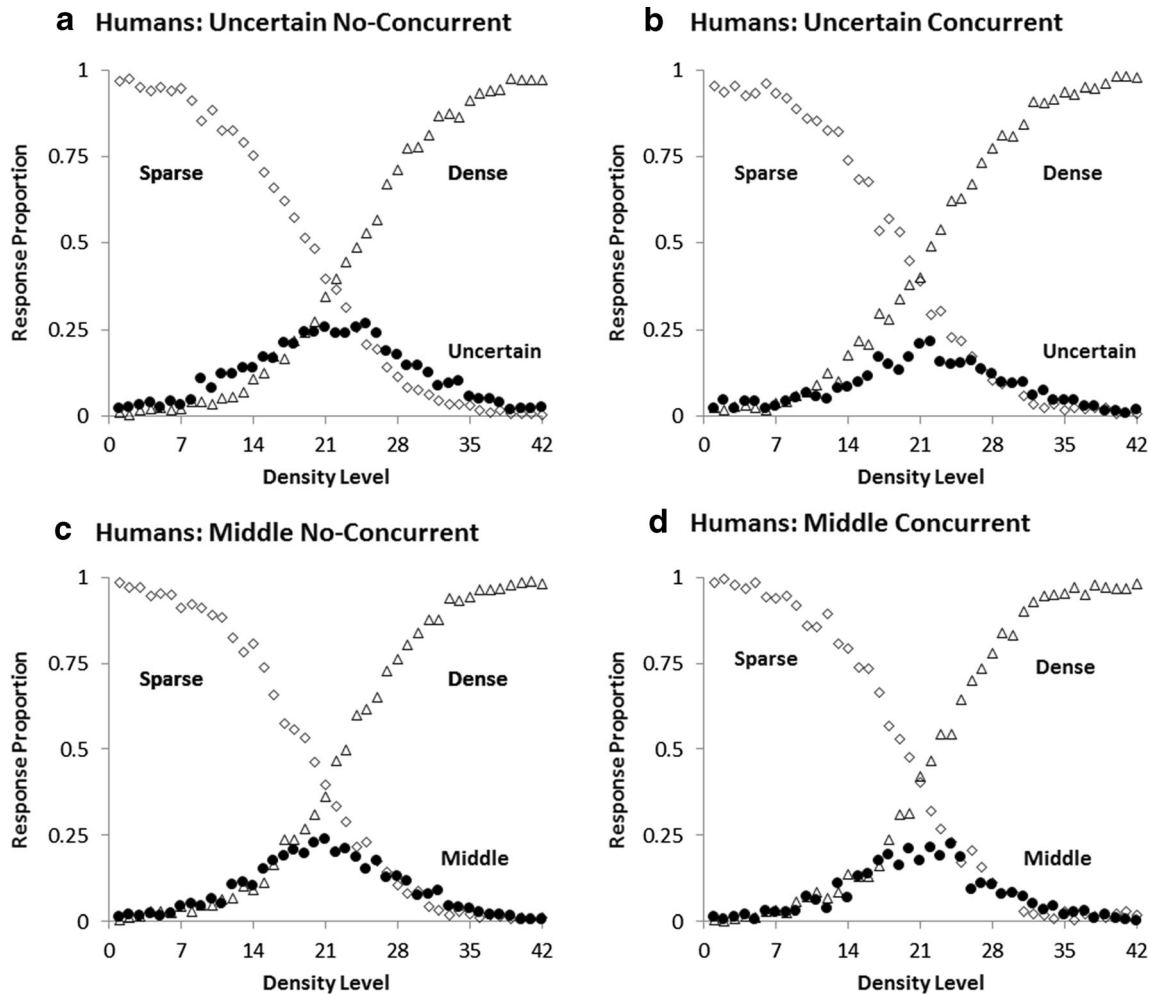 a Humans: Uncertain No-Concurrent
1
0.75
0.5
0.25
0
Response Proportion
Sparse
Dense
Uncertain
0 7 14 21 28 35 42
Density Level
b Humans: Uncertain Concurrent
1
0.75
0.5
0.25
0
Response Proportion
Sparse
Dense
Uncertain
0 7 14 21 28 35 42
Density Level
c Humans: Middle No-Concurrent
1
0.75
0.5
0.25
0
Response Proportion
Sparse
Dense
Middle
0 7 14 21 28 35 42
Density Level
d Humans: Middle Concurrent
1
0.75
0.5
0.25
0
Response Proportion
Sparse
Dense
Middle
0 7 14 21 28 35 42
Density Level